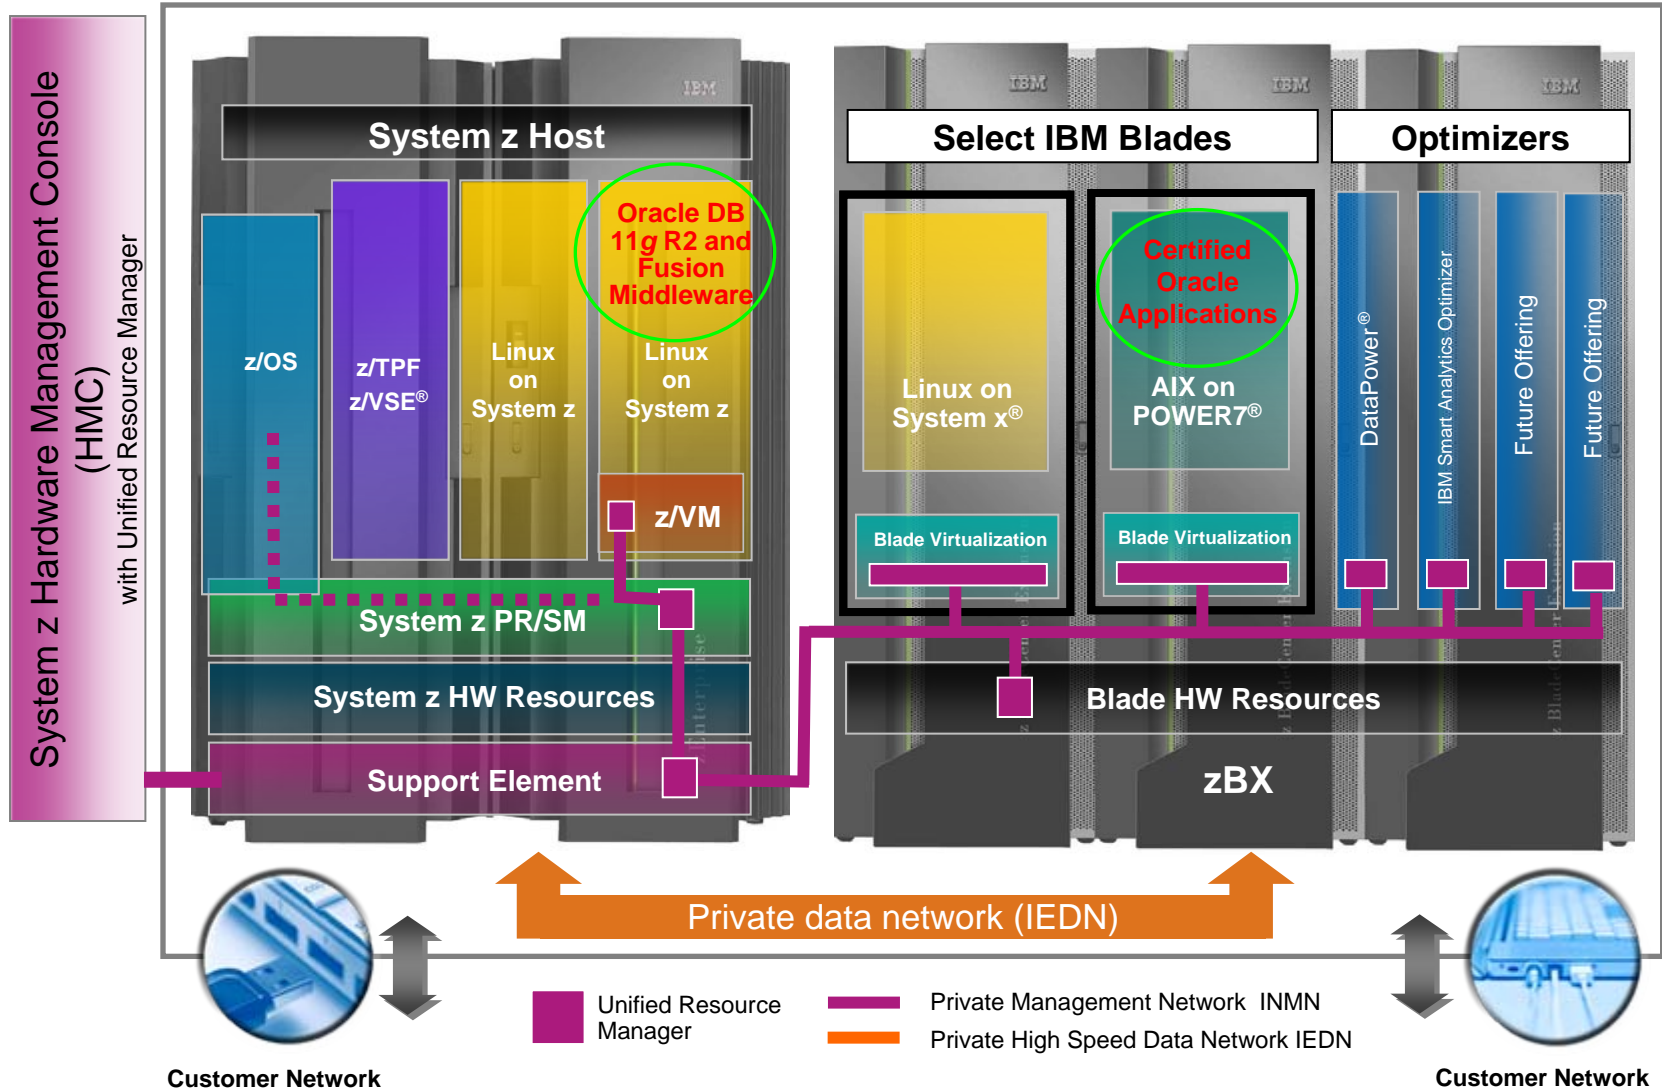 System z Hardware Management Console
(HMC)
with Unified Resource Manager
IBM
System z Host
z/OS
z/TPF
z/VSE®
Linux
on
System z
Oracle DB
11g R2 and
Fusion
Middleware
Linux
on
System z
z/VM
System z PR/SM
System z HW Resources
Support Element
zEnterprise
IBM
IBM
IBM
Select IBM Blades
Optimizers
Linux on
System x®
Blade Virtualization
Certified
Oracle
Applications
AIX on
POWER7®
Blade Virtualization
DataPower®
IBM Smart Analytics Optimizer
Future Offering
Future Offering
Blade HW Resources
z BladeCenter Extension
zBX
Private data network (IEDN)
Unified Resource
Manager
Private Management Network  INMN
Private High Speed Data Network IEDN
Customer Network
Customer Network